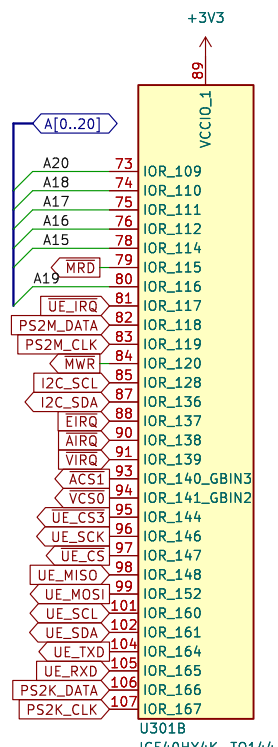 +3V3
89
VCCIO_1
A[0..20]
A20 73 IOR_109
A18 74 IOR_110
A17 75 IOR_111
A16 76 IOR_112
A15 78 IOR_114
MRD 79 IOR_115
A19 80 IOR_116
UE_IRQ 81 IOR_117
PS2M_DATA 82 IOR_118
PS2M_CLK 83 IOR_119
MWR 84 IOR_120
I2C_SCL 85 IOR_128
I2C_SDA 87 IOR_136
EIRQ 88 IOR_137
AIRQ 90 IOR_138
VIRQ 91 IOR_139
ACS1 93 IOR_140_GBIN3
VCS0 94 IOR_141_GBIN2
UE_CS3 95 IOR_144
UE_SCK 96 IOR_146
UE_CS 97 IOR_147
UE_MISO 98 IOR_148
UE_MOSI 99 IOR_152
UE_SCL 101 IOR_160
UE_SDA 102 IOR_161
UE_TXD 104 IOR_164
UE_RXD 105 IOR_165
PS2K_DATA 106 IOR_166
PS2K_CLK 107 IOR_167
U301B
ICE40HX4K-TQ144